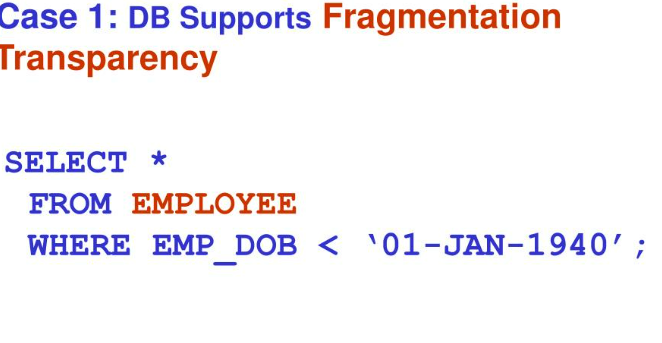 Case 1: DB Supports Fragmentation
Transparency
SELECT *
FROM EMPLOYEE
WHERE EMP_DOB < ‘01-JAN-1940’;